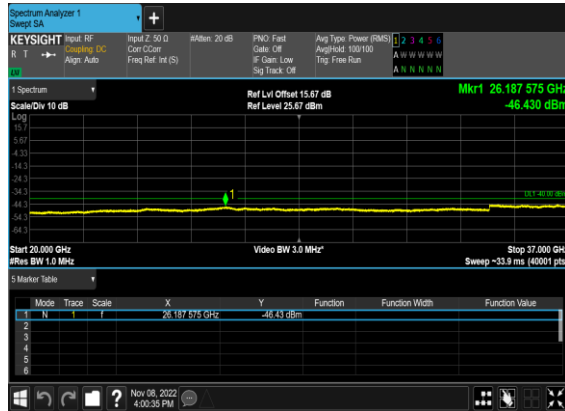 Spectrum Analyzer 1
Swept SA
+
KEYSIGHT Input: RF Input Z: 50 Ω #Atten: 20 dB PNO: Fast Avg Type: Power (RMS) 1 2 3 4 5 6
R T Coupling: DC Corr CCorr Gate: Off Avg|Hold: 100/100 A W W W W W
Align: Auto Freq Ref: Int (S) IF Gain: Low Trig: Free Run
LW Sig Track: Off A N N N N N
1 Spectrum Ref Lvl Offset 15.67 dB Mkr1 26.187 575 GHz
Scale/Div 10 dB Ref Level 25.67 dBm -46.430 dBm
Log
15.7
5.67
-4.33
-14.3
-24.3
-34.3
1
DL1 -40.00 dBm
-44.3
-54.3
-64.3
Start 20.000 GHz Video BW 3.0 MHz* Stop 37.000 GHz
#Res BW 1.0 MHz Sweep ~33.9 ms (40001 pts)
5 Marker Table
Mode Trace Scale X Y Function Function Width Function Value
1 N 1 f 26.187 575 GHz -46.43 dBm
2
3
4
5
6
? Nov 08, 2022
4:00:35 PM